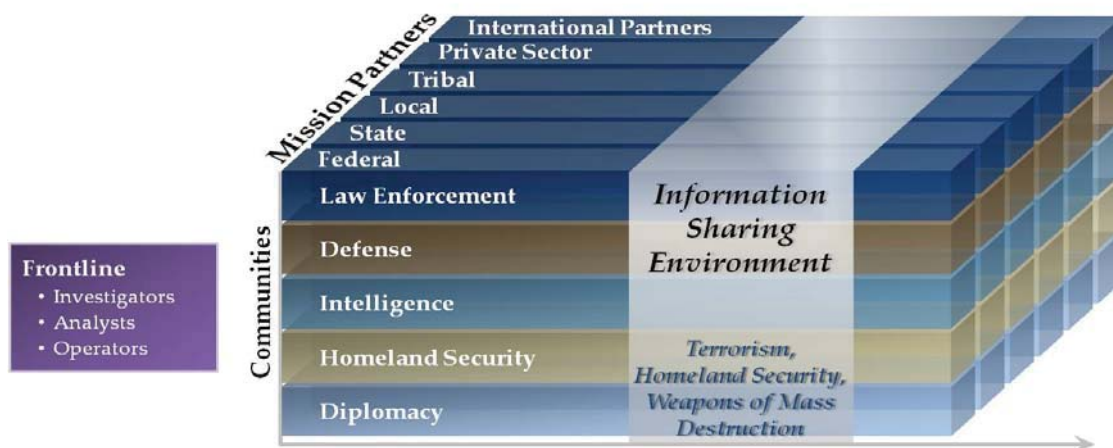 Mission Partners
International Partners
Private Sector
Tribal
Local
State
Federal
Communities
Law Enforcement
Defense
Intelligence
Homeland Security
Diplomacy
Information
Sharing
Environment
Terrorism,
Homeland Security,
Weapons of Mass
Destruction
Frontline
• Investigators
• Analysts
• Operators